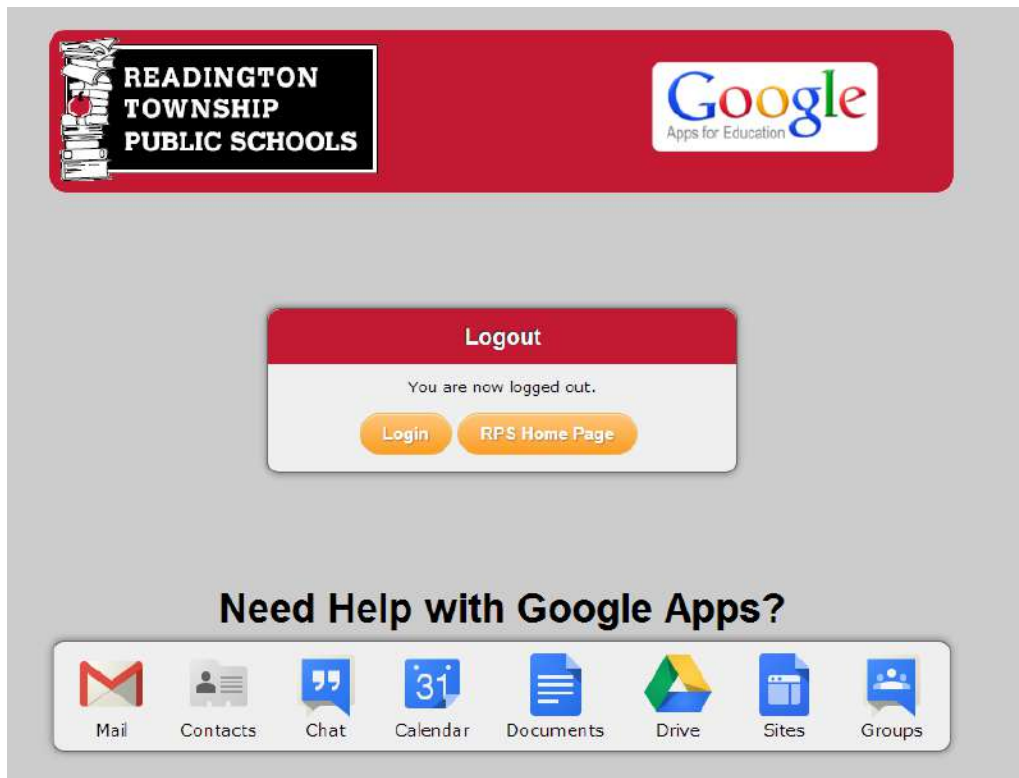 READINGTON
TOWNSHIP
PUBLIC SCHOOLS
Google
Apps for Education
Logout
You are now logged out.
Login
RPS Home Page
Need Help with Google Apps?
31
Mail Contacts Chat Calendar Documents Drive Sites Groups